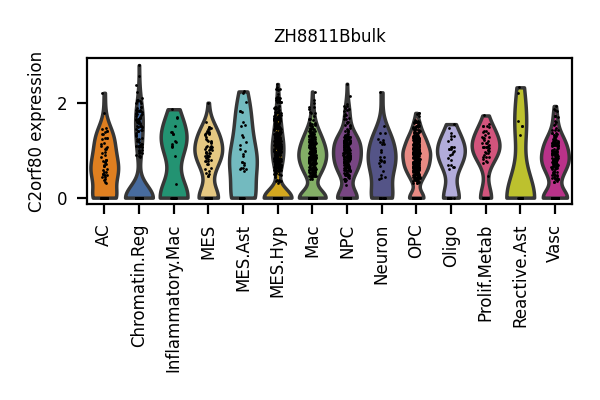 ZH8811Bbulk
C2orf80 expression
2
0
AC
Chromatin.Reg
Inflammatory.Mac
MES
MES.Ast
MES.Hyp
Mac
NPC
Neuron
OPC
Oligo
Prolif.Metab
Reactive.Ast
Vasc